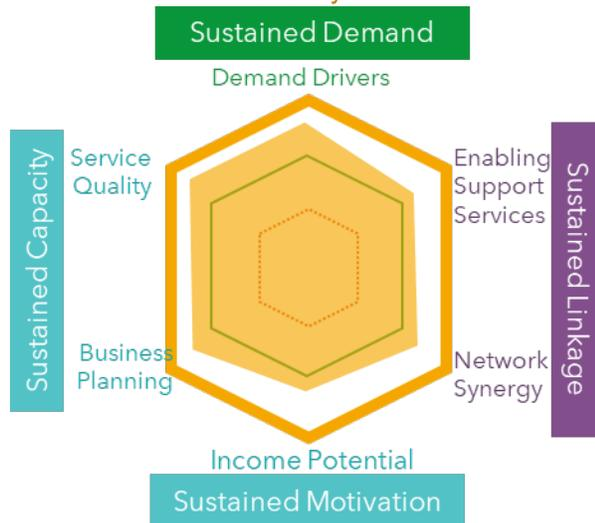 Sustained Demand
Demand Drivers
Service
Quality
Enabling
Support
Services
Sustained Capacity
Sustained Linkage
Business
Planning
Network
Synergy
Income Potential
Sustained Motivation